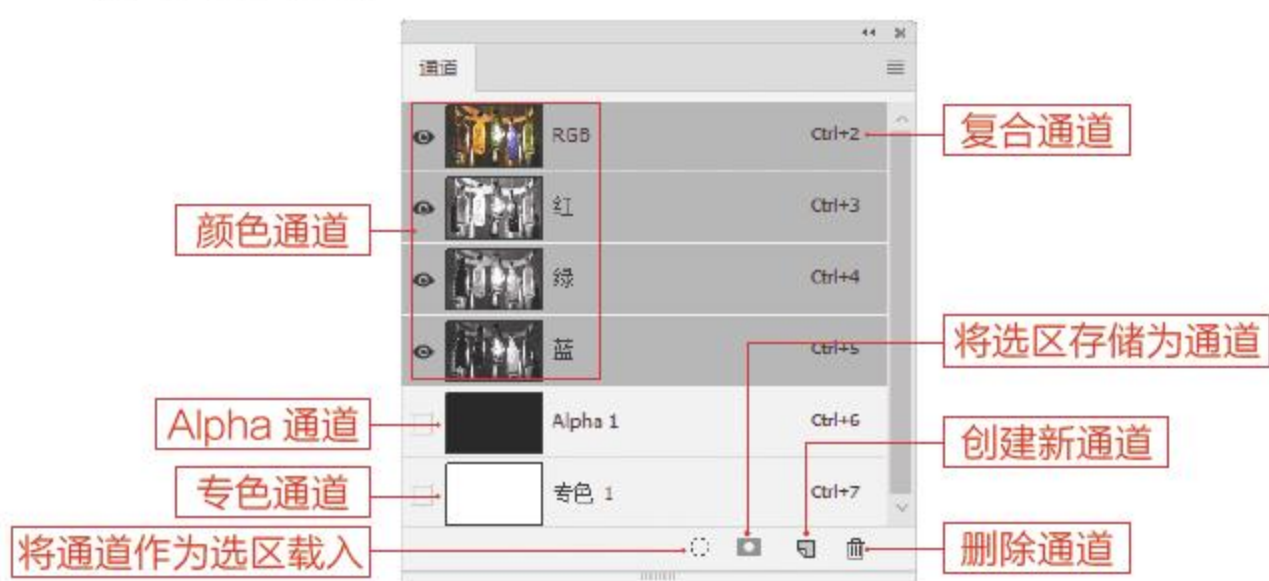 通道
RGB Ctrl+2
复合通道
红 Ctrl+3
颜色通道
绿 Ctrl+4
将选区存储为通道
蓝 Ctrl+5
Alpha 通道
Alpha 1 Ctrl+6
创建新通道
专色通道
专色 1 Ctrl+7
将通道作为选区载入
删除通道